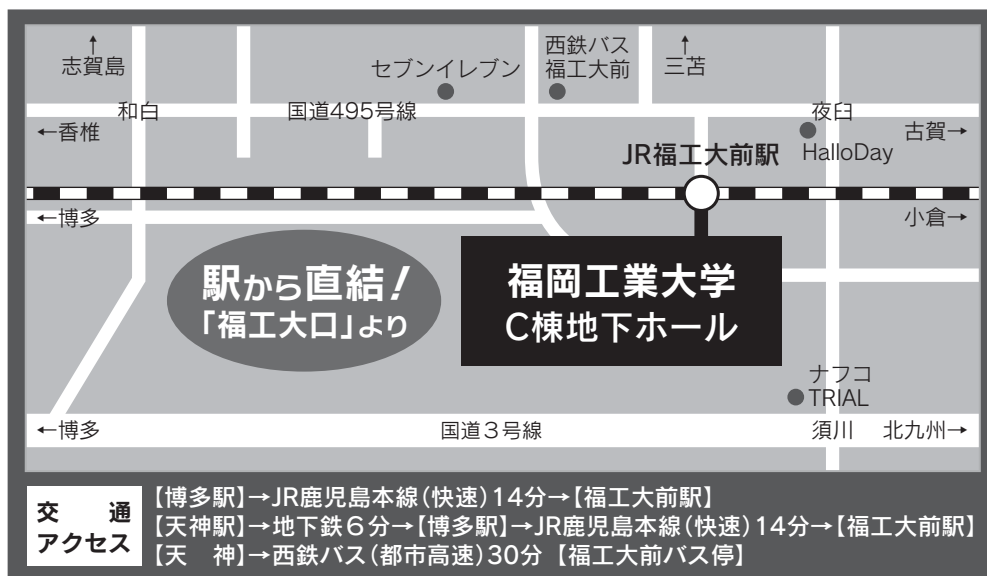 ↑
志賀島
セブンイレブン
西鉄バス
福工大前
↑
三苫
和白
国道495号線
夜臼
←香椎
古賀→
JR福工大前駅
HalloDay
←博多
小倉→
駅から直結!
「福工大口」より
福岡工業大学
C棟地下ホール
ナフコ
TRIAL
←博多
国道3号線
須川
北九州→
交 通
アクセス
【博多駅】→JR鹿児島本線(快速)14分→【福工大前駅】
【天神駅】→地下鉄6分→【博多駅】→JR鹿児島本線(快速)14分→【福工大前駅】
【天 神】→西鉄バス(都市高速)30分 【福工大前バス停】